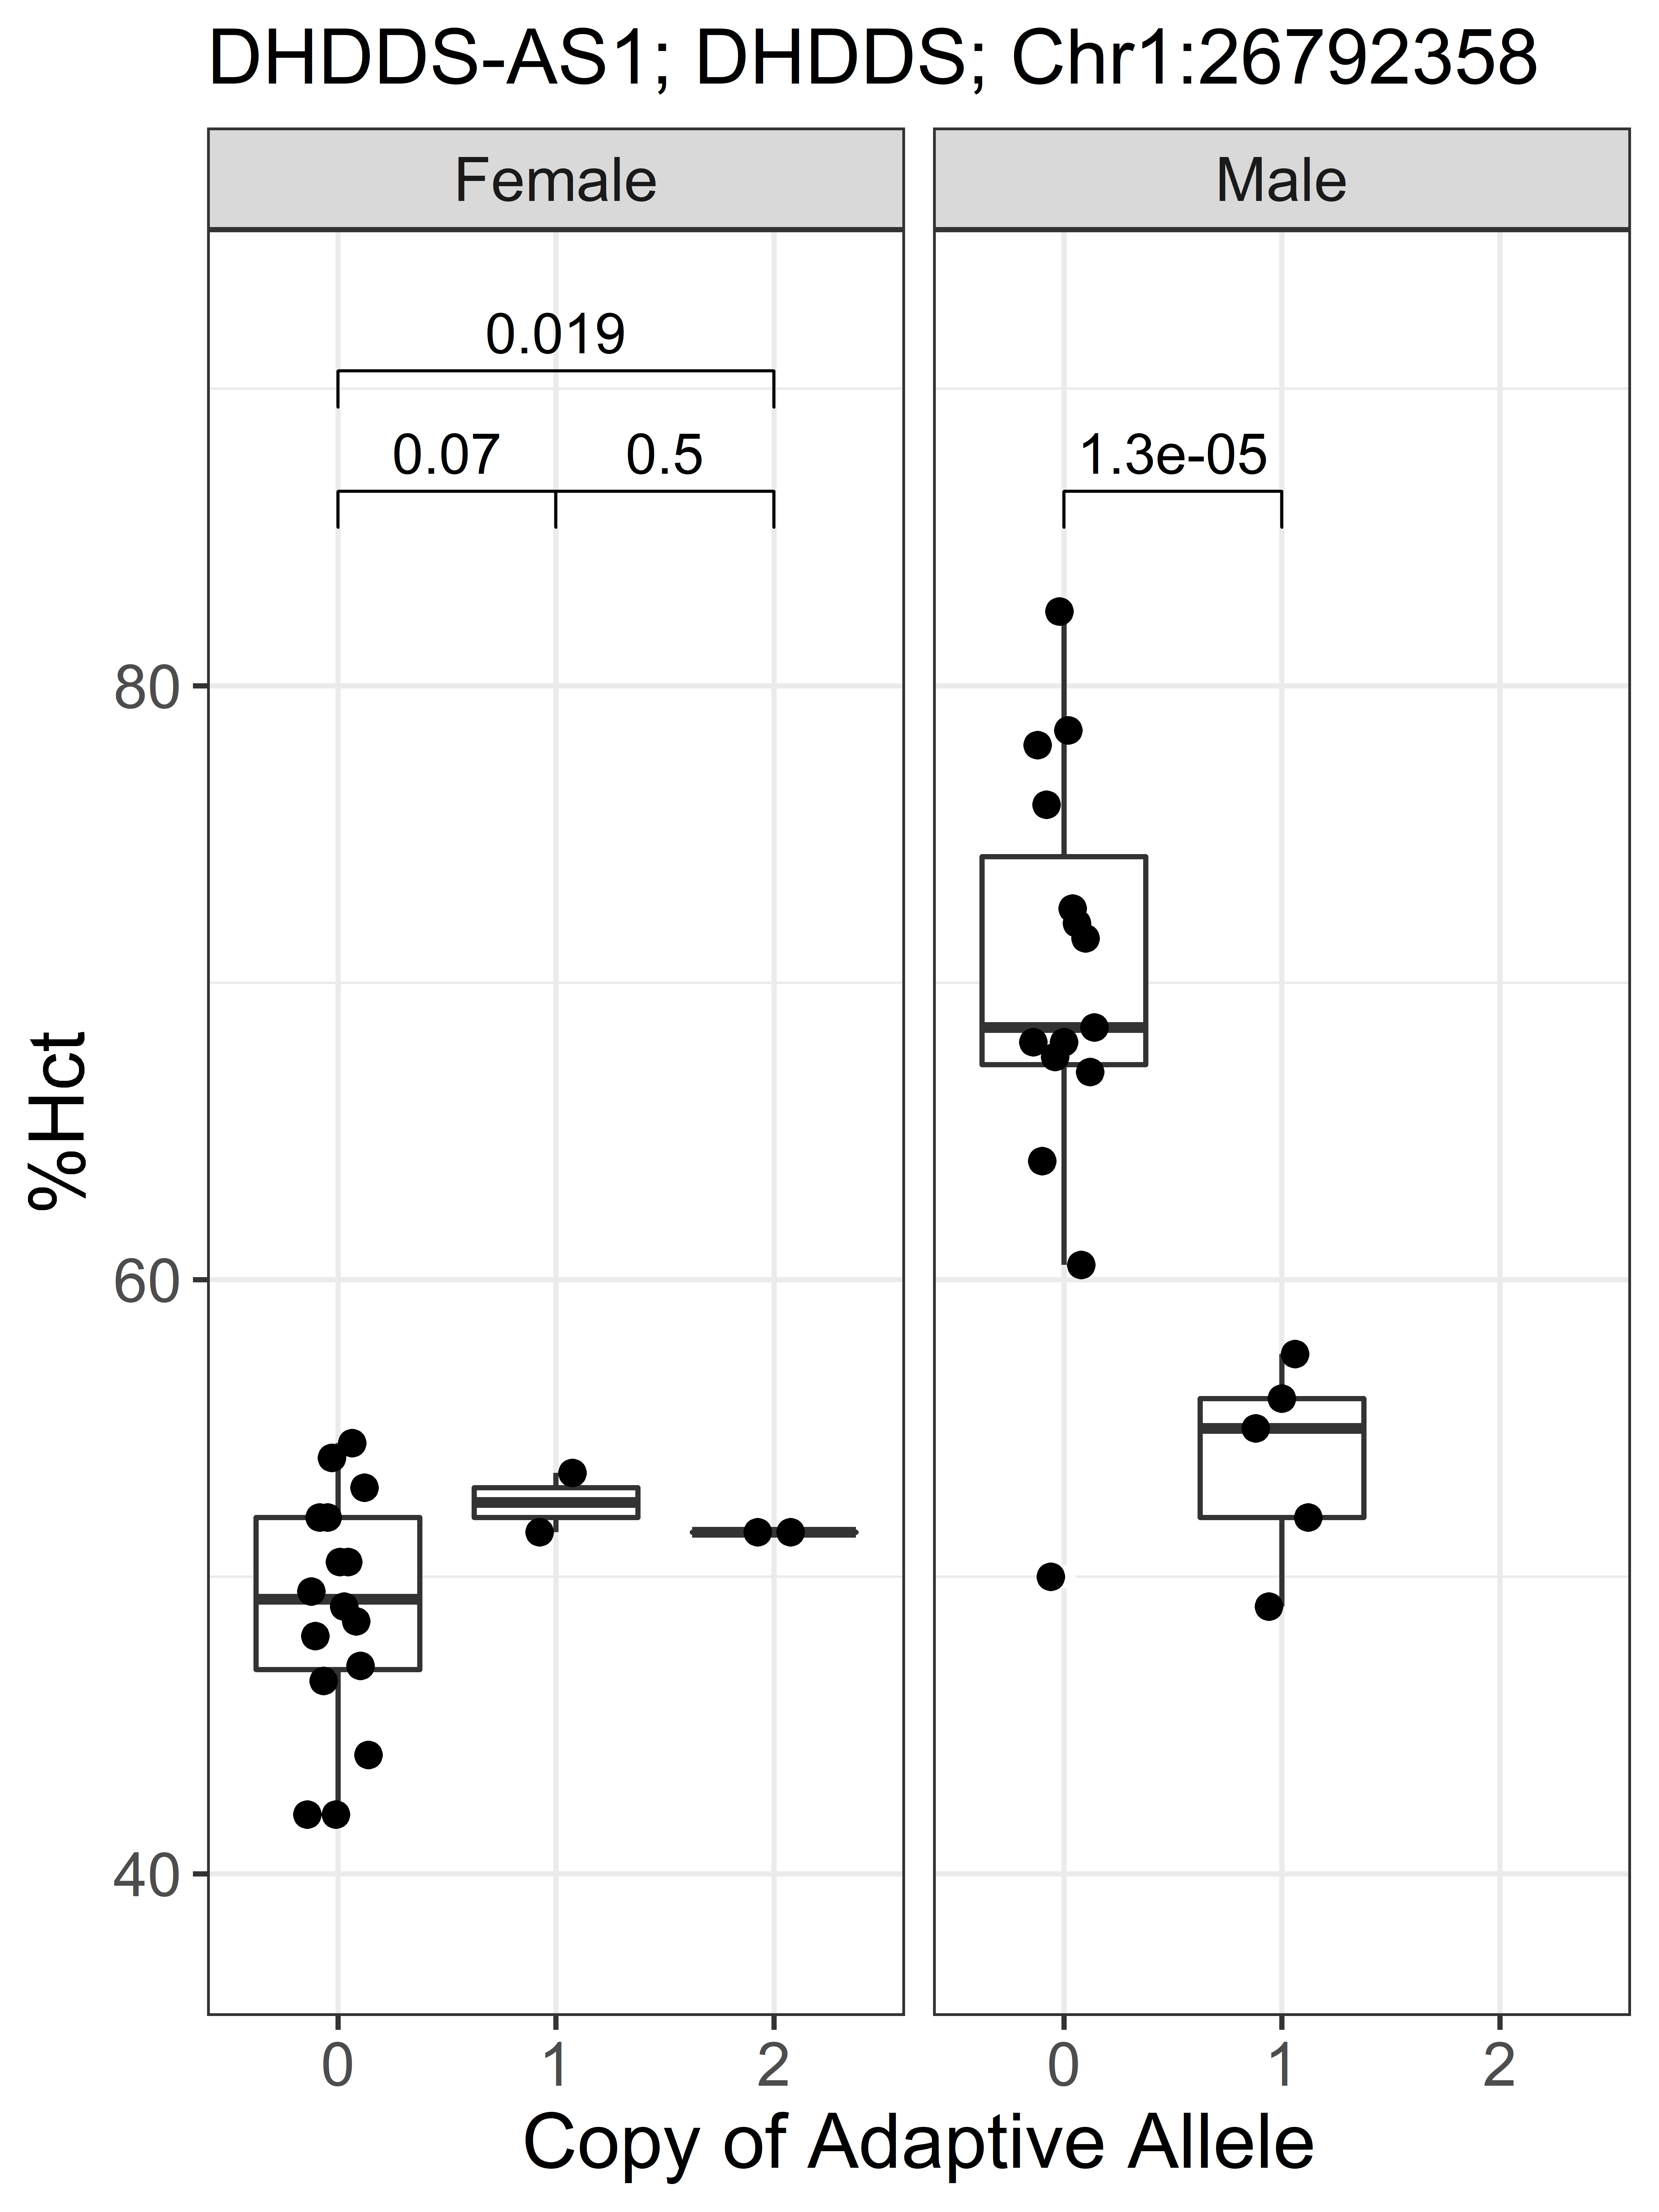 DHDDS-AS1; DHDDS; Chr1:26792358
Female
Male
0.019
0.07
0.5
1.3e-05
80
60
40
%Hct
0
1
2
0
1
2
Copy of Adaptive Allele